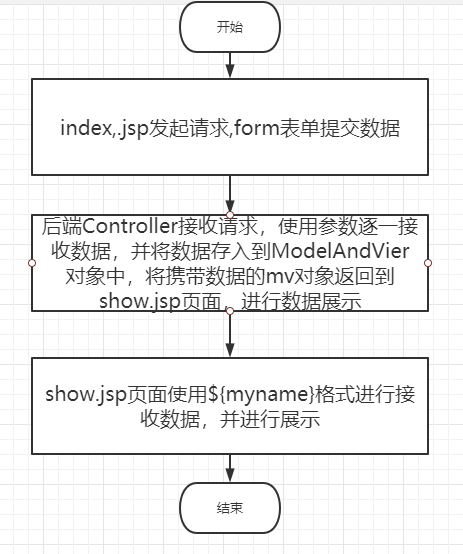 开始
index,.jsp发起请求,form表单提交数据
后端Controller接收请求，使用参数逐一接
收数据，并将数据存入到ModelAndVier
对象中，将携带数据的mv对象返回到
show.jsp页面，进行数据展示
show.jsp页面使用${myname}格式进行接
收数据，并进行展示
结束